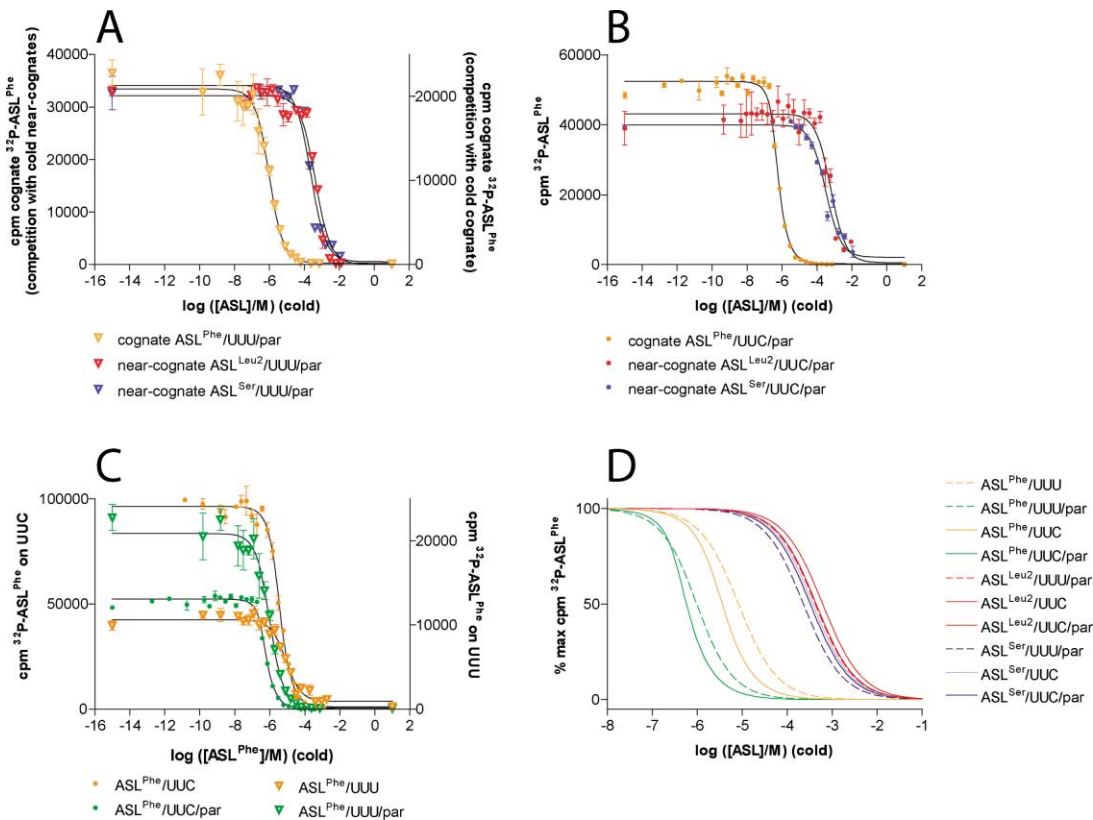 A
cpm cognate ³²P-ASL^Phe
(competition with cold near-cognates)
40000
30000
20000
10000
0
20000
10000
0
cpm cognate ³²P-ASL^Phe
(competition with cold cognate)
-16 -14 -12 -10 -8 -6 -4 -2 0 2
log ([ASL]/M) (cold)
cognate ASL^Phe/UUU/par
near-cognate ASL^Leu2/UUU/par
near-cognate ASL^Ser/UUU/par
B
cpm ³²P-ASL^Phe
60000
40000
20000
0
-16 -14 -12 -10 -8 -6 -4 -2 0 2
log ([ASL]/M) (cold)
cognate ASL^Phe/UUC/par
near-cognate ASL^Leu2/UUC/par
near-cognate ASL^Ser/UUC/par
C
cpm ³²P-ASL^Phe on UUC
100000
50000
0
20000
10000
0
cpm ³²P-ASL^Phe on UUU
-16 -14 -12 -10 -8 -6 -4 -2 0 2
log ([ASL^Phe]/M) (cold)
ASL^Phe/UUC
ASL^Phe/UUU
ASL^Phe/UUC/par
ASL^Phe/UUU/par
D
% max cpm ³²P-ASL^Phe
100
50
0
-8 -7 -6 -5 -4 -3 -2 -1
log ([ASL]/M) (cold)
ASL^Phe/UUU
ASL^Phe/UUU/par
ASL^Phe/UUC
ASL^Phe/UUC/par
ASL^Leu2/UUU/par
ASL^Leu2/UUC
ASL^Leu2/UUC/par
ASL^Ser/UUU/par
ASL^Ser/UUC
ASL^Ser/UUC/par